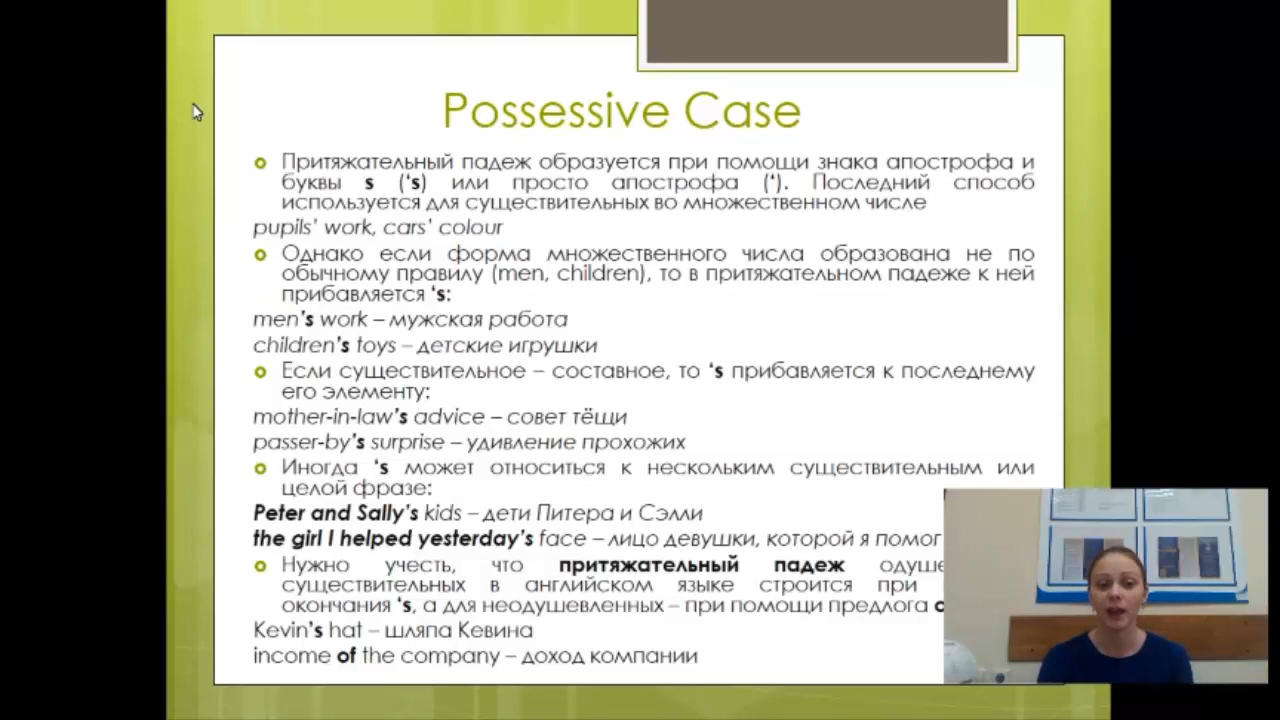 Possessive Case
Притяжательный падеж образуется при помощи знака апострофа и
буквы s (‘s) или просто апострофа (‘). Последний способ
используется для существительных во множественном числе
pupils’ work, cars’ colour
Однако если форма множественного числа образована не по
обычному правилу (men, children), то в притяжательном падеже к ней
прибавляется ‘s:
men’s work – мужская работа
children’s toys – детские игрушки
Если существительное – составное, то ‘s прибавляется к последнему
его элементу:
mother-in-law’s advice – совет тёщи
passer-by’s surprise – удивление прохожих
Иногда ‘s может относиться к нескольким существительным или
целой фразе:
Peter and Sally’s kids – дети Питера и Сэлли
the girl I helped yesterday’s face – лицо девушки, которой я помог
Нужно учесть, что притяжательный падеж
существительных в английском языке строится при
окончания ‘s, а для неодушевленных – при помощи предлога
Kevin’s hat – шляпа Кевина
income of the company – доход компании